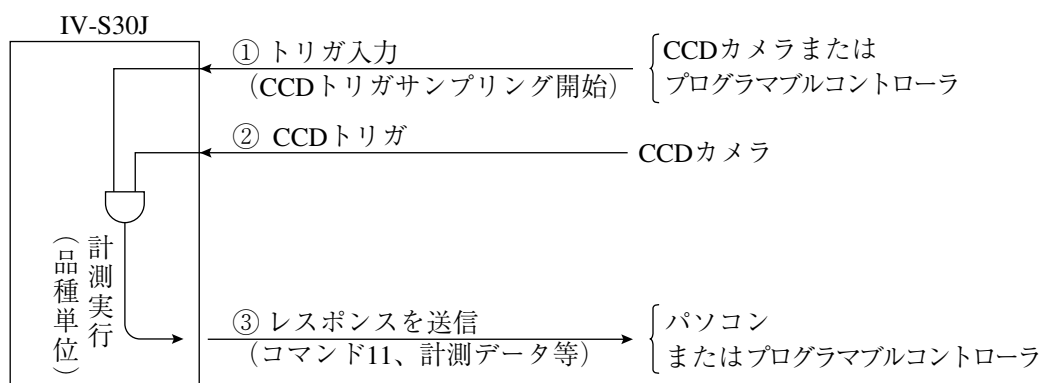 IV-S30J
① トリガ入力
（CCDトリガサンプリング開始）
CCDカメラまたは
プログラマブルコントローラ
② CCDトリガ
CCDカメラ
計測実行
（品種単位）
③ レスポンスを送信
（コマンド11、計測データ等）
パソコン
またはプログラマブルコントローラ